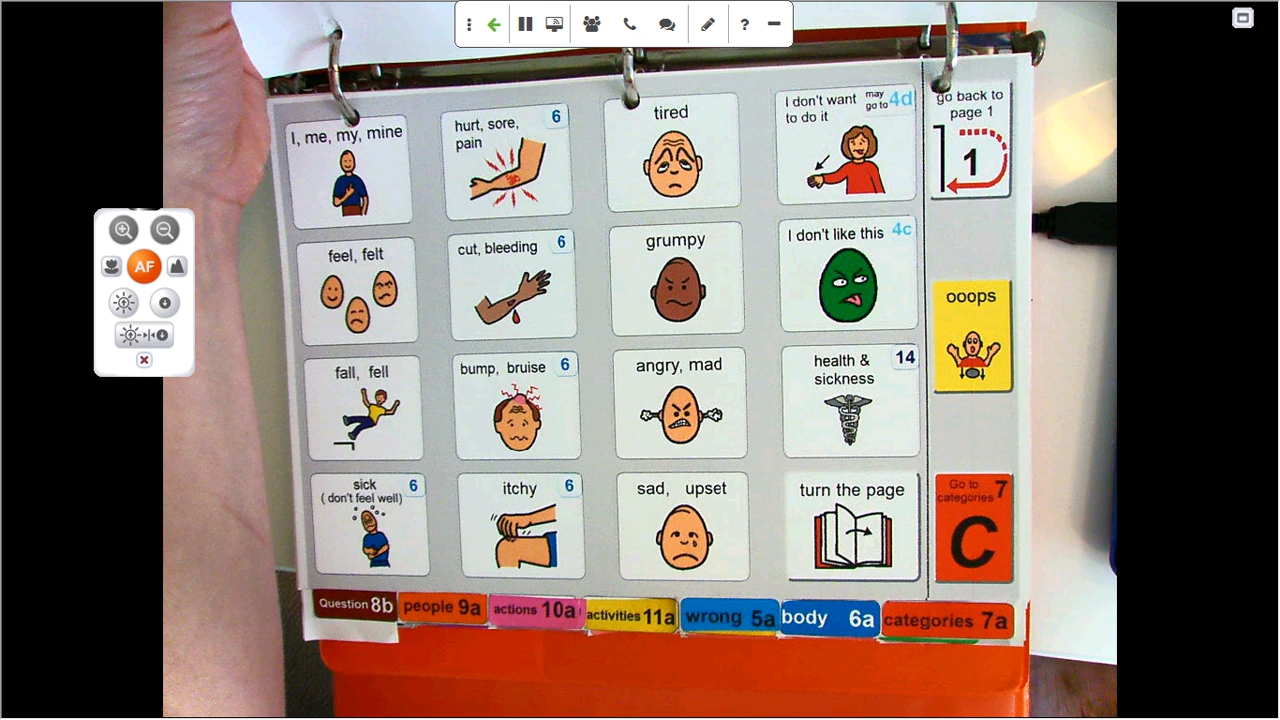 ?
I, me, my, mine
hurt, sore,
pain
6
tired
I don't want
to do it
may
go to 4d
go back to
page 1
1
feel, felt
cut, bleeding 6
grumpy
I don't like this 4c
ooops
fall, fell
bump, bruise 6
angry, mad
health &
sickness
14
sick
( don't feel well)
6
itchy 6
sad, upset
turn the page
Go to
categories 7
C
Question 8b
people 9a
actions 10a
activities 11a
wrong 5a
body 6a
categories 7a
AF